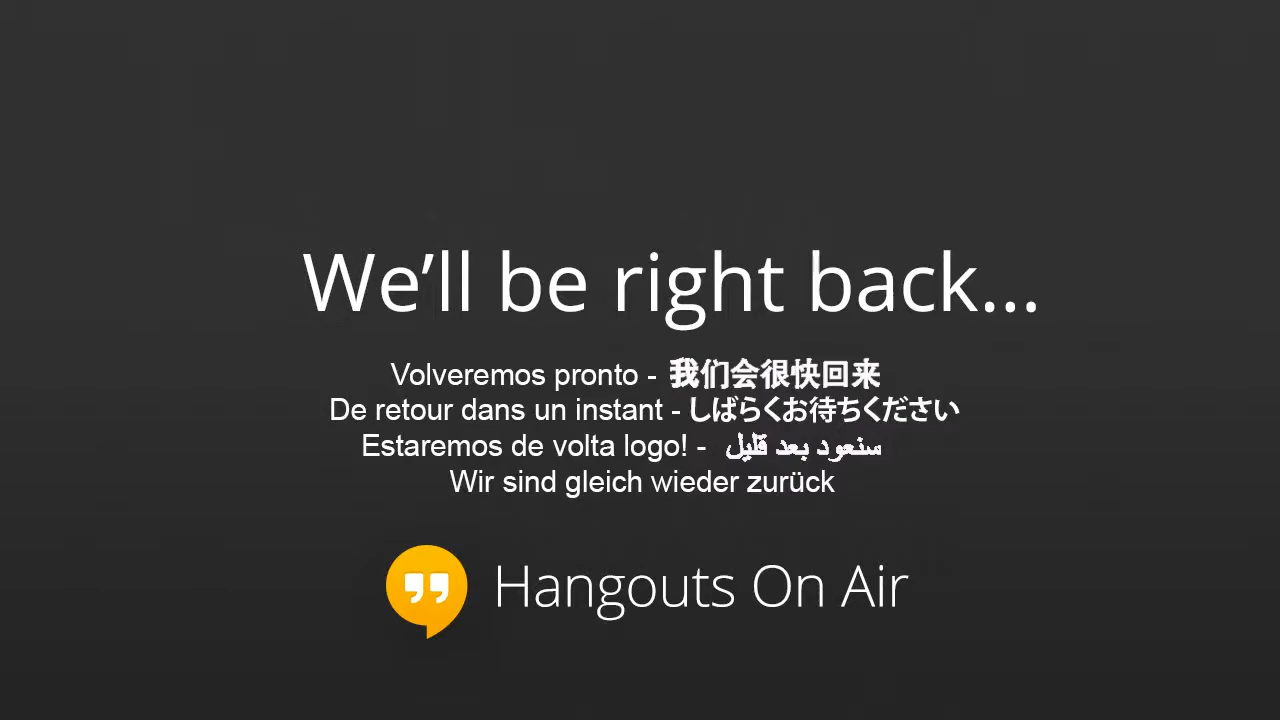 We’ll be right back...
Volveremos pronto - 我们会很快回来
De retour dans un instant - しばらくお待ちください
Estaremos de volta logo! - سنعود بعد قليل
Wir sind gleich wieder zurück
Hangouts On Air